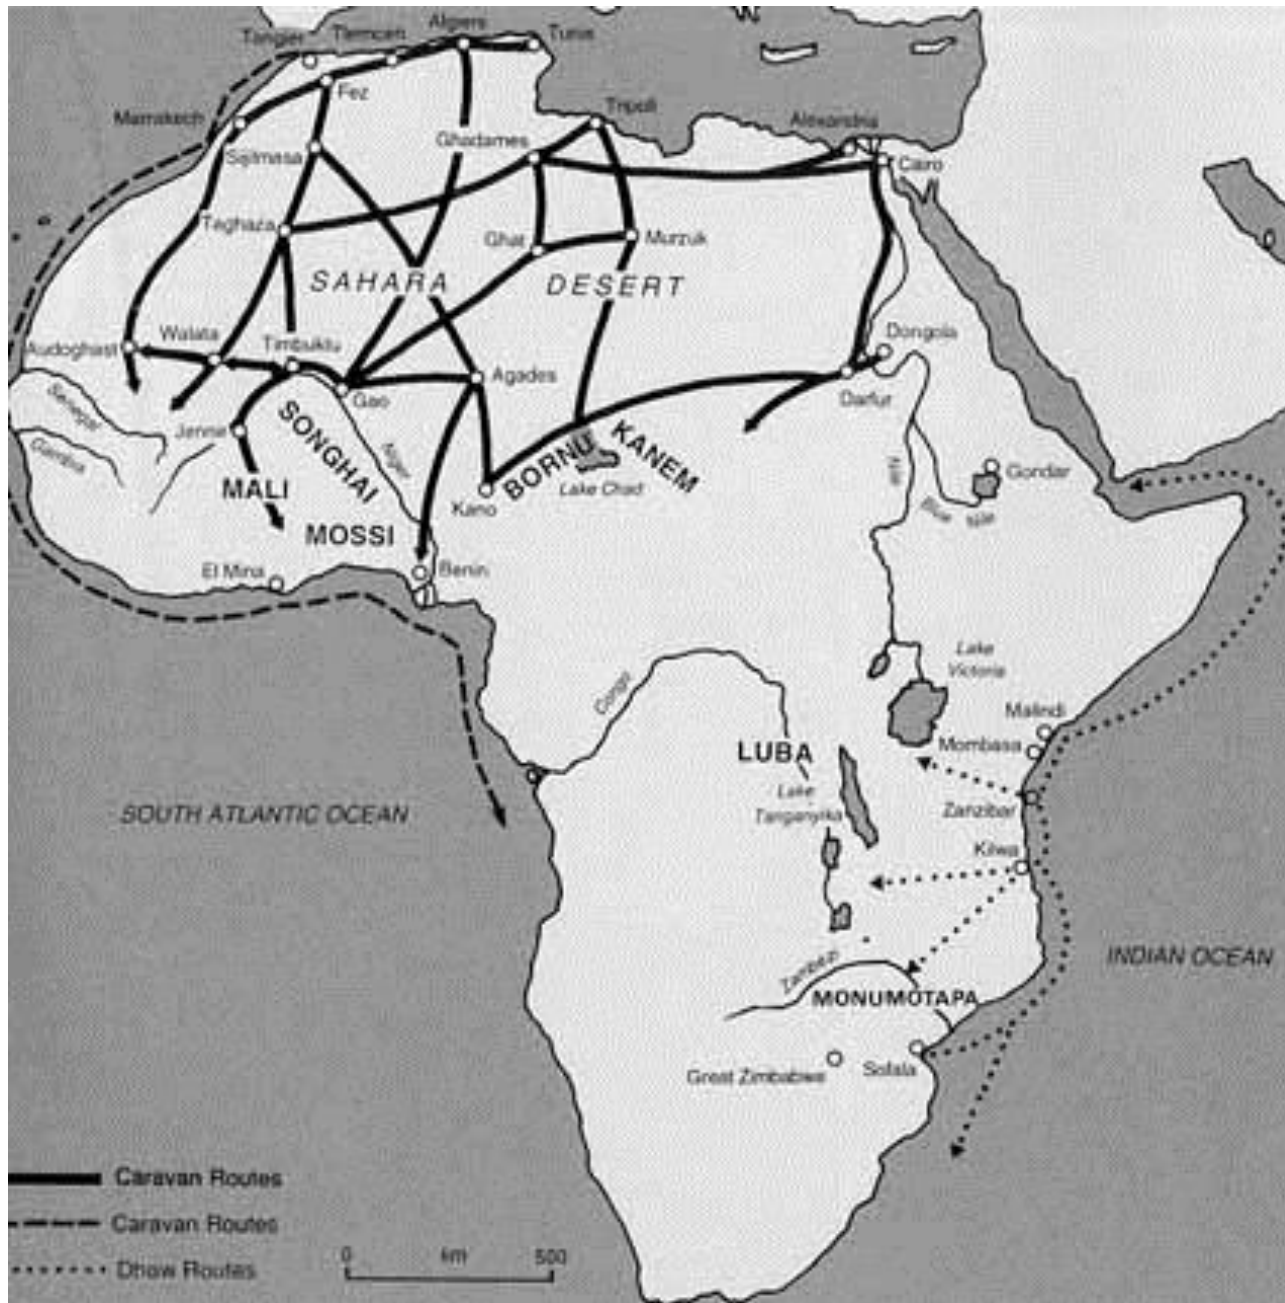 Tangier
Tlemcen
Algiers
Tunis
Fez
Marrakech
Sijilmasa
Ghadames
Tripoli
Alexandria
Cairo
Teghaza
Ghat
Murzuk
SAHARA DESERT
Audoghast
Walata
Timbuktu
Gao
Agades
Dongola
Darfur
Senegal
Gambia
Jenne
SONGHAI
Niger
MALI
MOSSI
Kano
BORNU
KANEM
Lake Chad
Nile
Blue Nile
Gondar
El Mina
Benin
Congo
Lake
Victoria
Malindi
Mombasa
LUBA
Lake
Tanganyika
Zanzibar
Kilwa
SOUTH ATLANTIC OCEAN
INDIAN OCEAN
Zambezi
MONUMOTAPA
Great Zimbabwe
Sofala
Caravan Routes
Caravan Routes
Dhow Routes
0 km 500